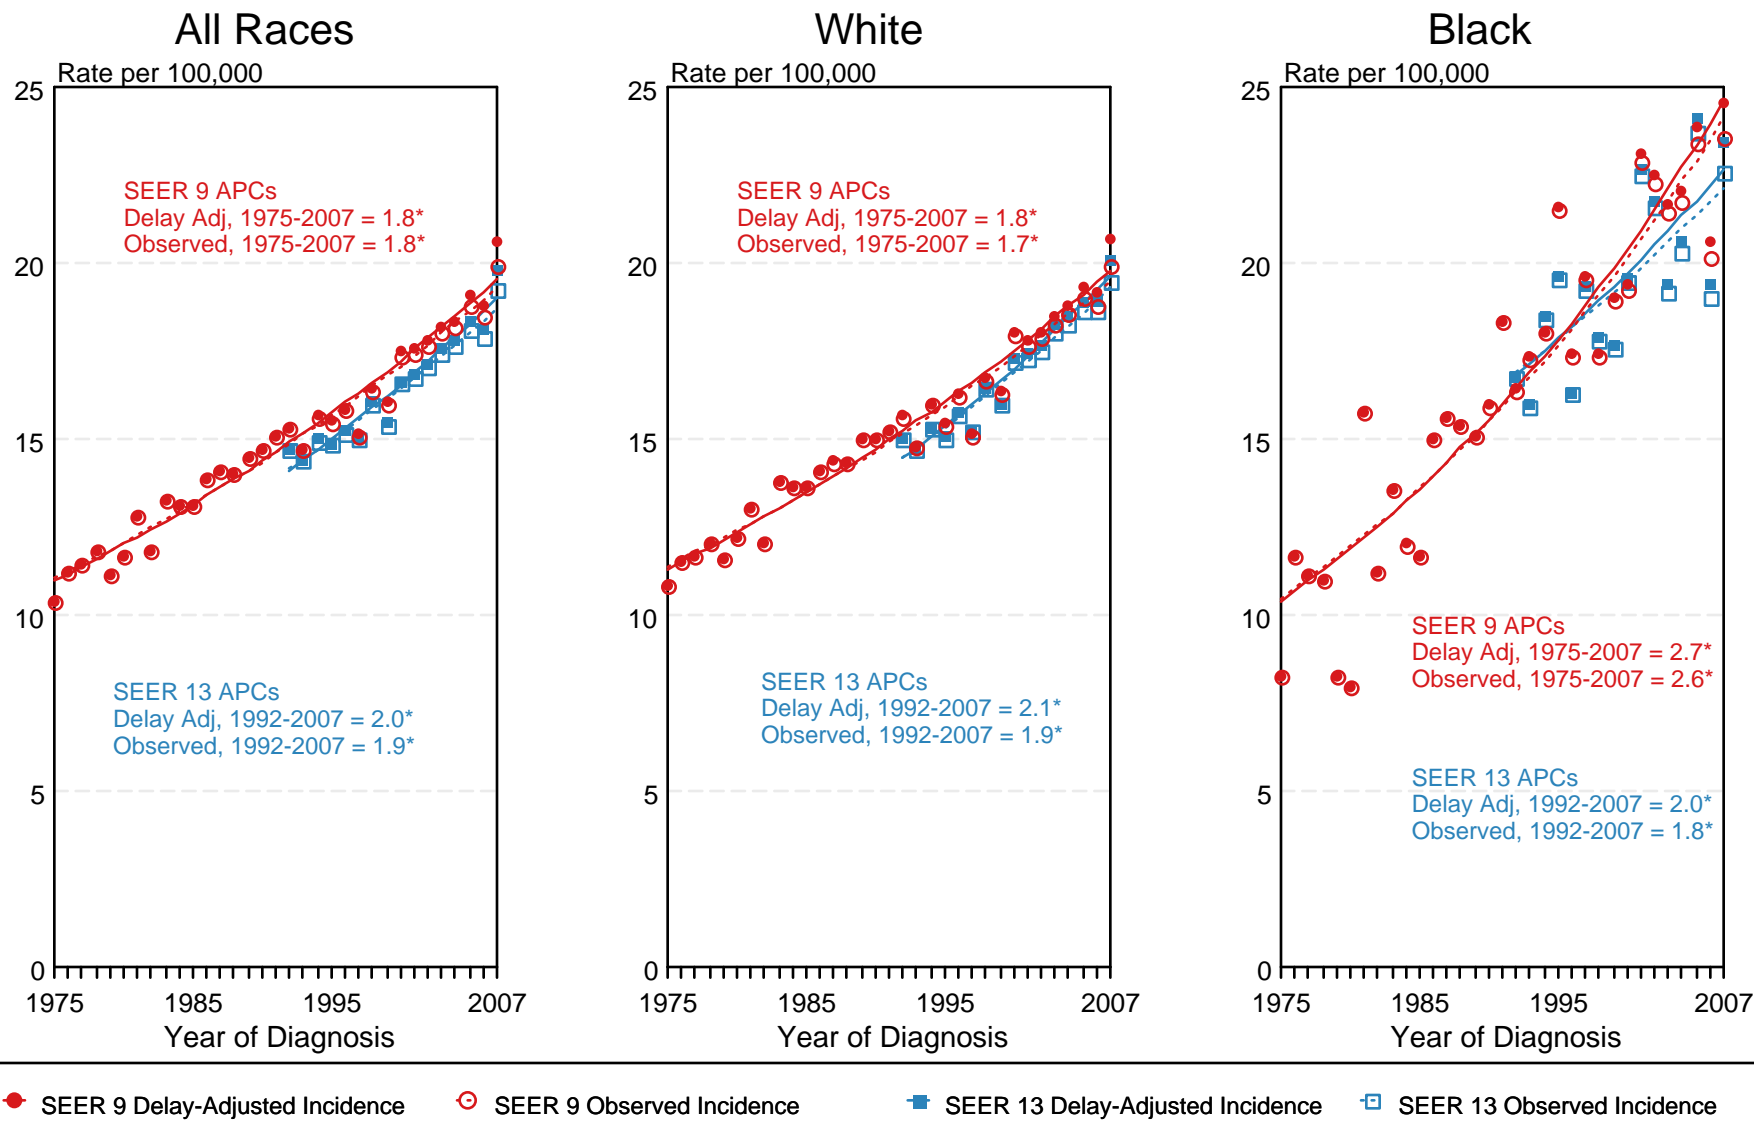 All Races
Rate per 100,000
25
20
15
10
5
0
SEER 9 APCs
Delay Adj, 1975-2007 = 1.8*
Observed, 1975-2007 = 1.8*
SEER 13 APCs
Delay Adj, 1992-2007 = 2.0*
Observed, 1992-2007 = 1.9*
1975 1985 1995 2007
Year of Diagnosis
White
Rate per 100,000
25
20
15
10
5
0
SEER 9 APCs
Delay Adj, 1975-2007 = 1.8*
Observed, 1975-2007 = 1.7*
SEER 13 APCs
Delay Adj, 1992-2007 = 2.1*
Observed, 1992-2007 = 1.9*
1975 1985 1995 2007
Year of Diagnosis
Black
Rate per 100,000
25
20
15
10
5
0
SEER 9 APCs
Delay Adj, 1975-2007 = 2.7*
Observed, 1975-2007 = 2.6*
SEER 13 APCs
Delay Adj, 1992-2007 = 2.0*
Observed, 1992-2007 = 1.8*
1975 1985 1995 2007
Year of Diagnosis
SEER 9 Delay-Adjusted Incidence
SEER 9 Observed Incidence
SEER 13 Delay-Adjusted Incidence
SEER 13 Observed Incidence